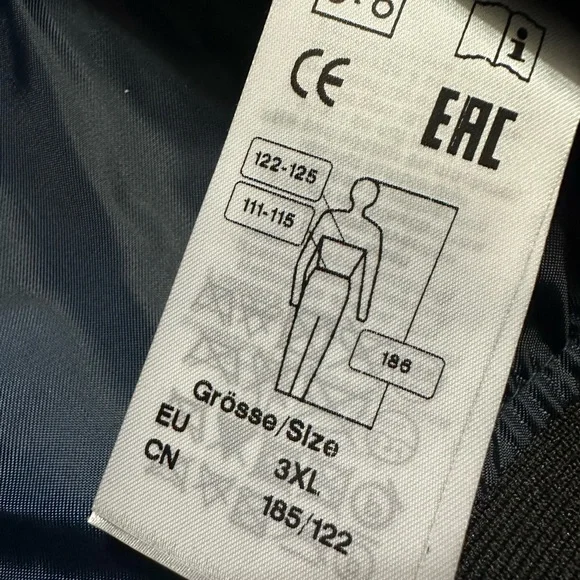 i
CE
EAC
122-125
111-115
186
Grösse/Size
EU 3XL
CN 185/122